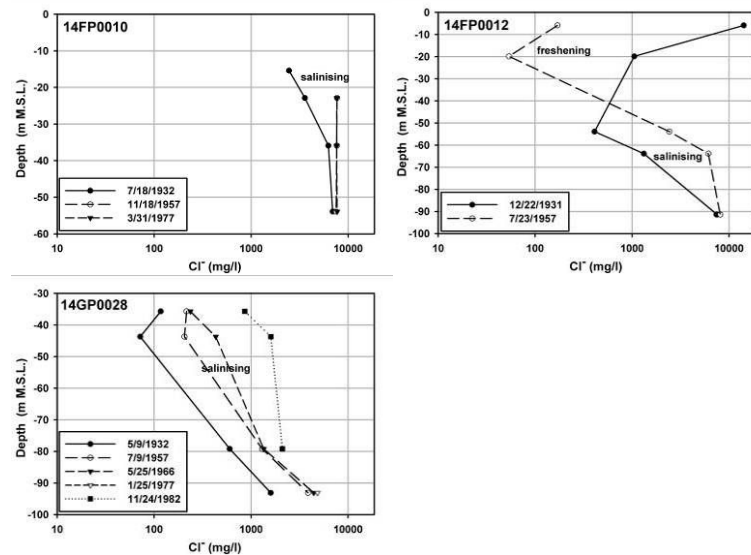 14FP0010
0
-10
-20
-30
-40
-50
-60
Depth (m M.S.L.)
salinising
7/18/1932
11/18/1957
3/31/1977
10 100 1000 10000
Cl⁻ (mg/l)
14FP0012
0
-10
-20
-30
-40
-50
-60
-70
-80
-90
-100
Depth (m M.S.L.)
freshening
salinising
12/22/1931
7/23/1957
10 100 1000 10000
Cl⁻ (mg/l)
14GP0028
-30
-40
-50
-60
-70
-80
-90
-100
Depth (m M.S.L.)
salinising
5/9/1932
7/9/1957
5/25/1966
1/25/1977
11/24/1982
10 100 1000 10000
Cl⁻ (mg/l)